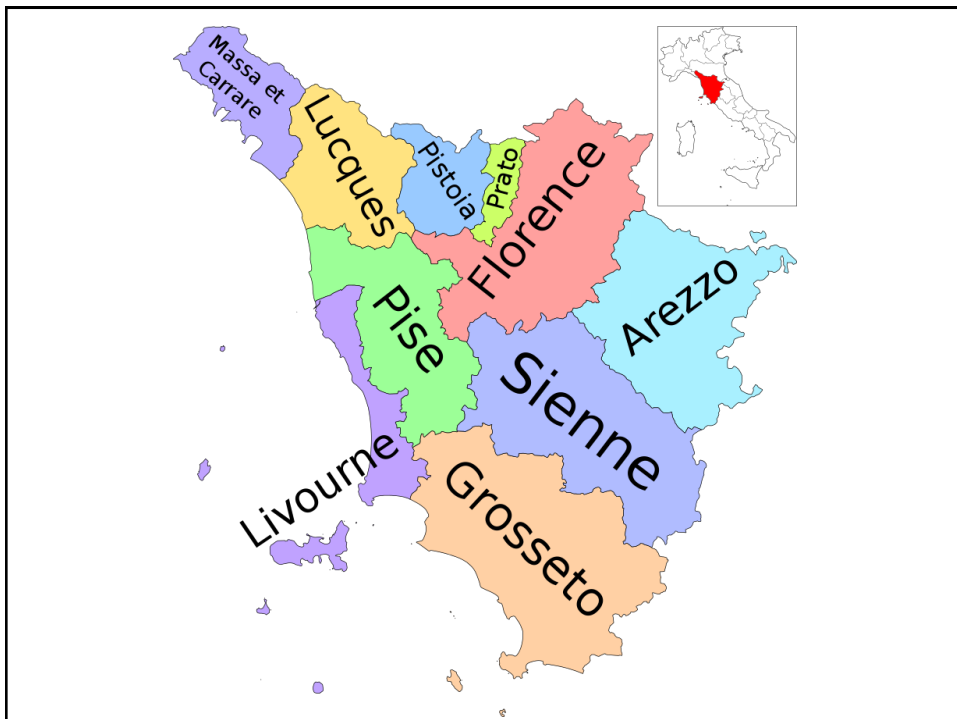 Massa et
Carrare
Lucques
Pistoia
Prato
Florence
Arezzo
Pise
Sienne
Livourne
Grosseto